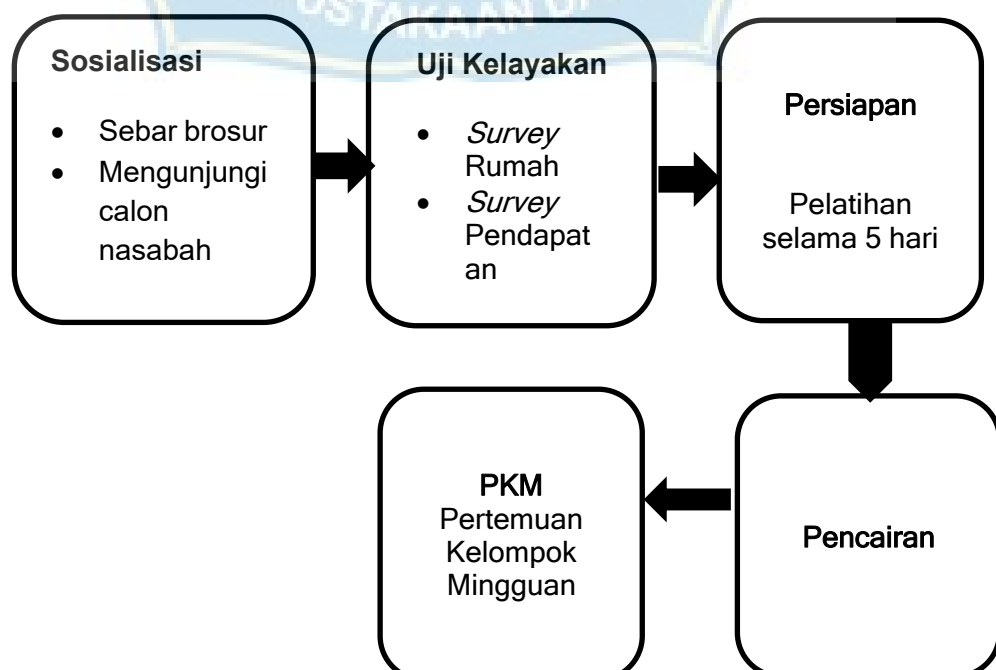 Sosialisasi
• Sebar brosur
• Mengunjungi
calon
nasabah
Uji Kelayakan
• Survey
Rumah
• Survey
Pendapat
an
Persiapan
Pelatihan
selama 5 hari
Pencairan
PKM
Pertemuan
Kelompok
Mingguan